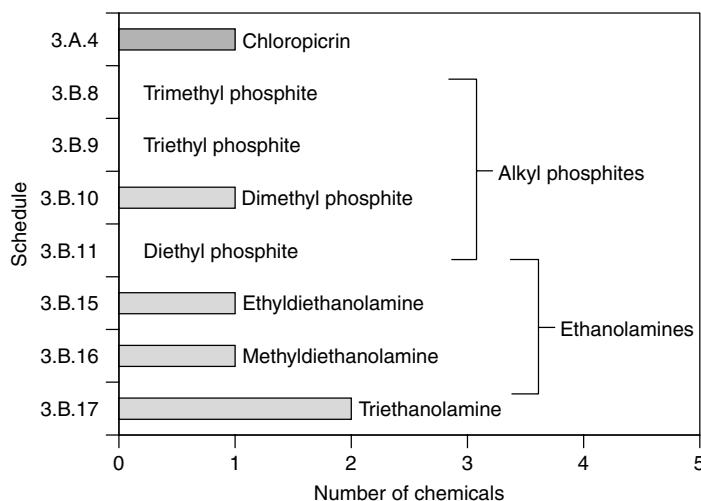 3.A.4 Chloropicrin
3.B.8 Trimethyl phosphite
3.B.9 Triethyl phosphite
Alkyl phosphites
3.B.10 Dimethyl phosphite
3.B.11 Diethyl phosphite
3.B.15 Ethyldiethanolamine
Ethanolamines
3.B.16 Methyldiethanolamine
3.B.17 Triethanolamine
Schedule
0 1 2 3 4 5
Number of chemicals